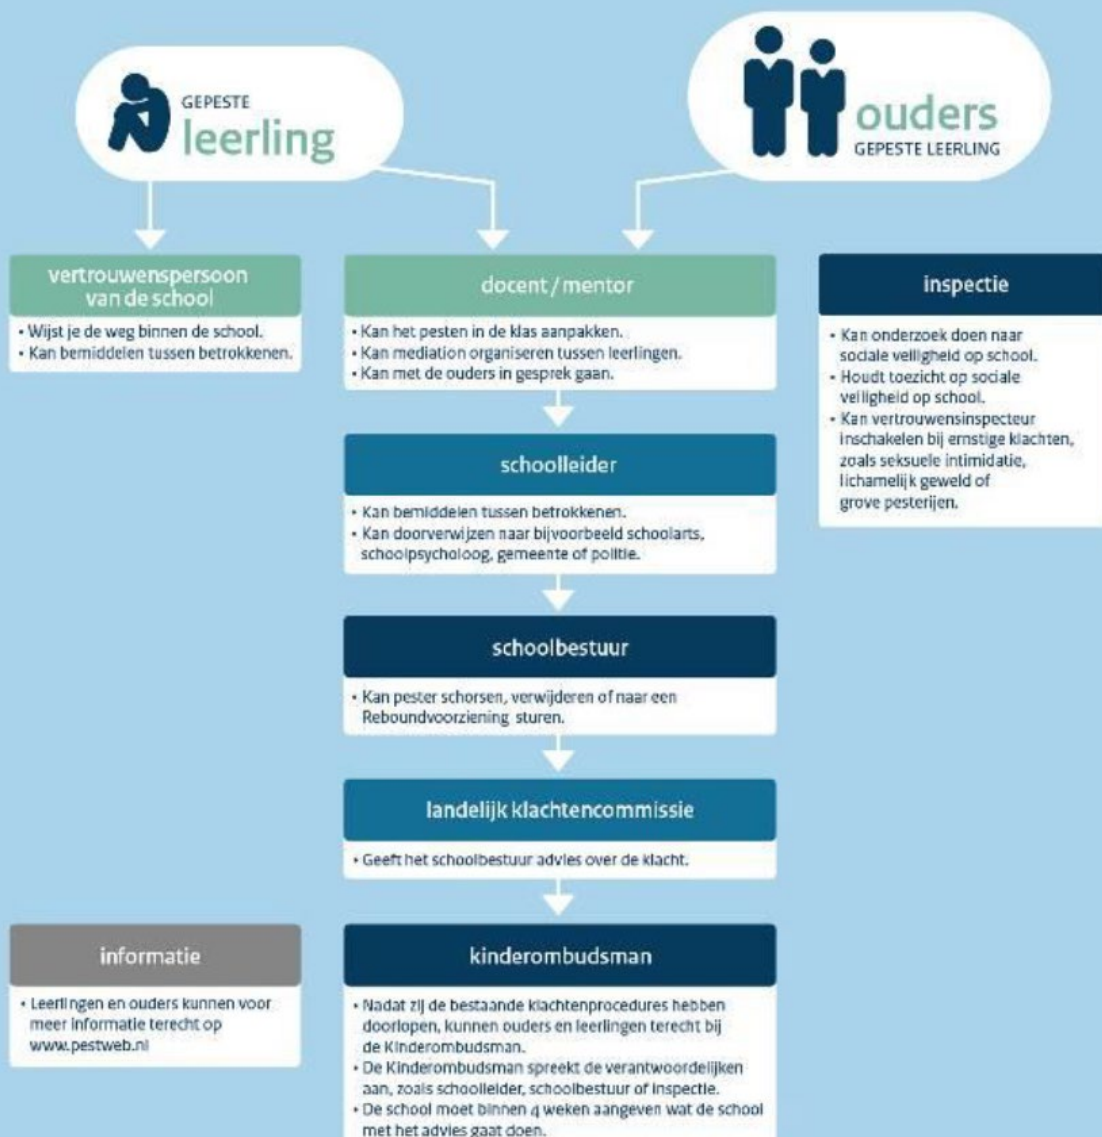 GEPESTE
leerling
ouders
GEPESTE LEERLING
vertrouwenspersoon
van de school
• Wijst je de weg binnen de school.
• Kan bemiddelen tussen betrokkenen.
docent / mentor
• Kan het pesten in de klas aanpakken.
• Kan mediation organiseren tussen leerlingen.
• Kan met de ouders in gesprek gaan.
inspectie
• Kan onderzoek doen naar
sociale veiligheid op school.
• Houdt toezicht op sociale
veiligheid op school.
• Kan vertrouwensinspecteur
inschakelen bij ernstige klachten,
zoals seksuele intimidatie,
lichamelijk geweld of
grove pesterijen.
schoolleider
• Kan bemiddelen tussen betrokkenen.
• Kan doorverwijzen naar bijvoorbeeld schoolarts,
schoolpsycholoog, gemeente of politie.
schoolbestuur
• Kan pester schorsen, verwijderen of naar een
Reboundvoorziening sturen.
landelijk klachtencommissie
• Geeft het schoolbestuur advies over de klacht.
informatie
• Leerlingen en ouders kunnen voor
meer informatie terecht op
www.pestweb.nl
kinderombudsman
• Nadat zij de bestaande klachtenprocedures hebben
doorlopen, kunnen ouders en leerlingen terecht bij
de Kinderombudsman.
• De Kinderombudsman spreekt de verantwoordelijken
aan, zoals schoolleider, schoolbestuur of inspectie.
• De school moet binnen 4 weken aangeven wat de school
met het advies gaat doen.